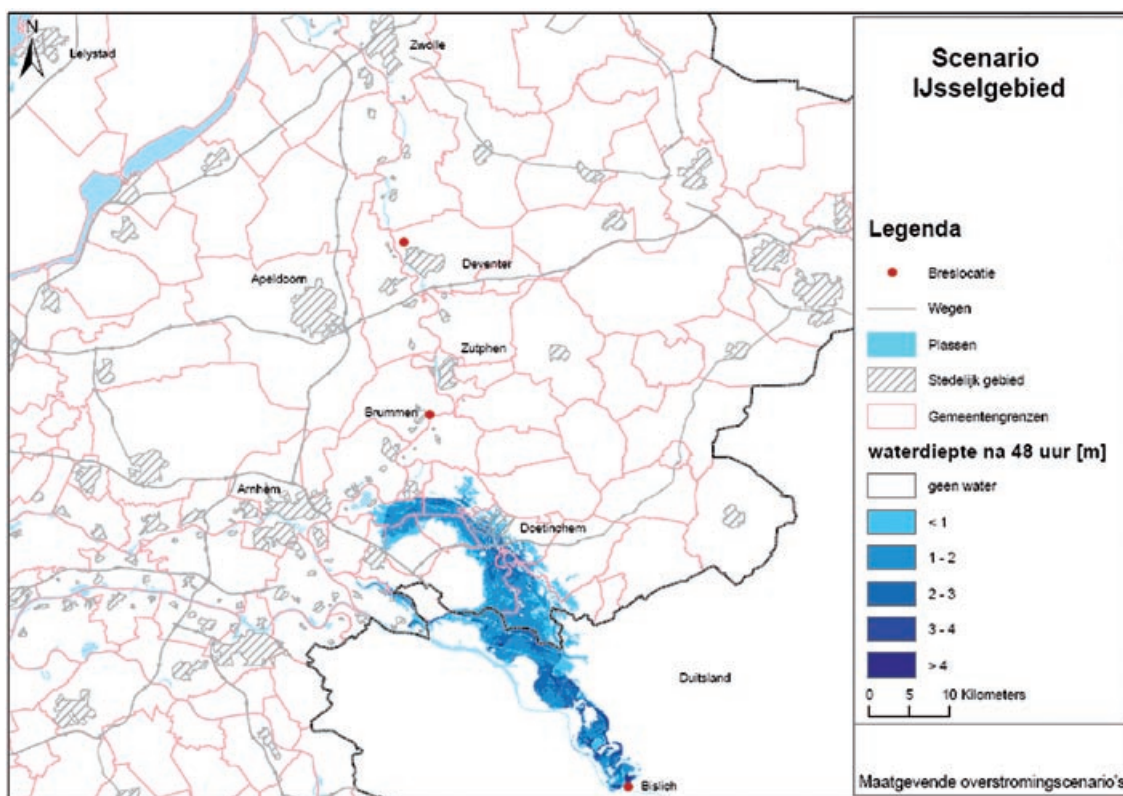 N
Lelystad
Zwolle
Deventer
Apeldoorn
Zutphen
Brummen
Arnhem
Doetinchem
Duitsland
Bislich
Scenario
IJsselgebied
Legenda
Breslocatie
Wegen
Plassen
Stedelijk gebied
Gemeentengrenzen
waterdiepte na 48 uur [m]
geen water
< 1
1 - 2
2 - 3
3 - 4
> 4
0 5 10 Kilometers
Maatgevende overstromingscenario's